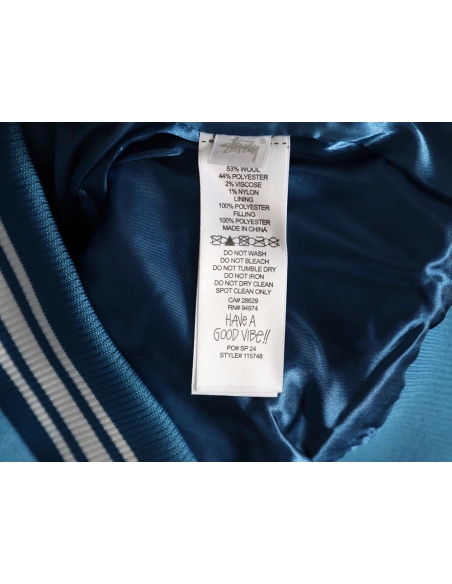 Stüssy
53% WOOL
44% POLYESTER
2% VISCOSE
1% NYLON
LINING
100% POLYESTER
FILLING
100% POLYESTER
MADE IN CHINA
DO NOT WASH
DO NOT BLEACH
DO NOT TUMBLE DRY
DO NOT IRON
DO NOT DRY CLEAN
SPOT CLEAN ONLY
CA# 28629
RN# 94974
HAVE A
GOOD VIBE!!
PO# SP 24
STYLE# 115748